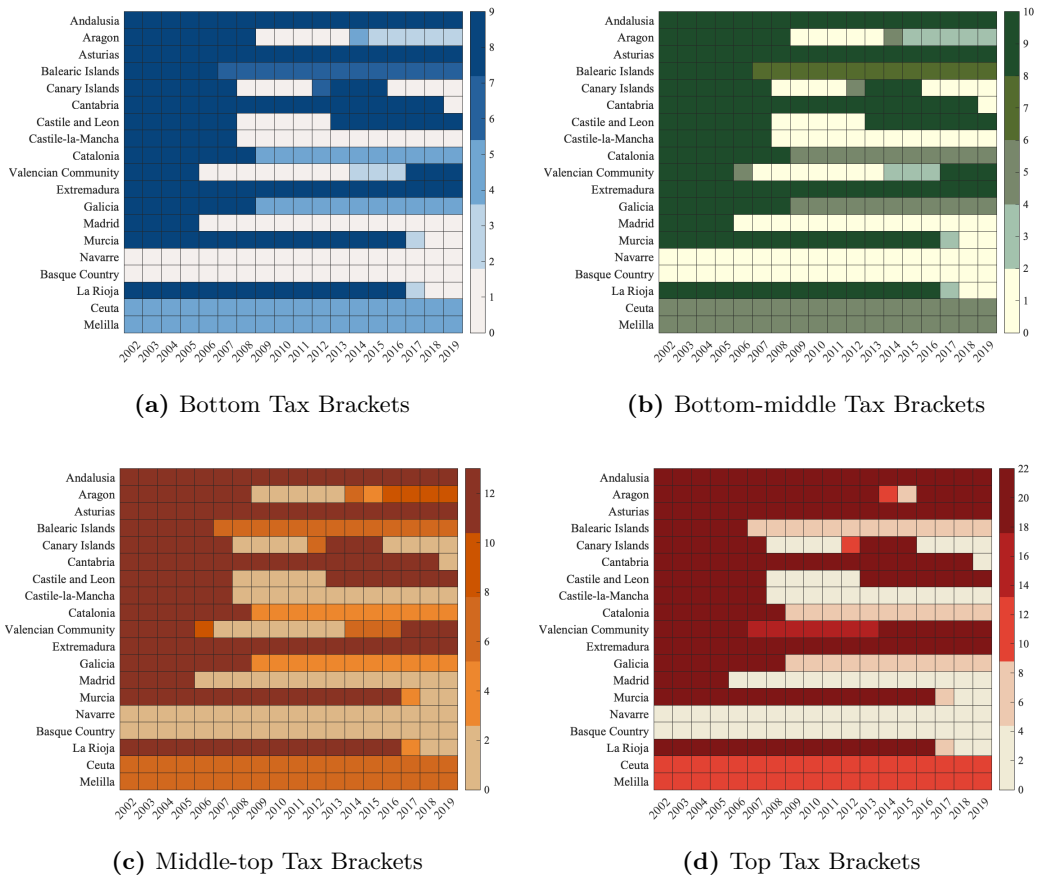 Andalusia
Aragon
Asturias
Balearic Islands
Canary Islands
Cantabria
Castile and Leon
Castile-la-Mancha
Catalonia
Valencian Community
Extremadura
Galicia
Madrid
Murcia
Navarre
Basque Country
La Rioja
Ceuta
Melilla
2002 2003 2004 2005 2006 2007 2008 2009 2010 2011 2012 2013 2014 2015 2016 2017 2018 2019
9
8
7
6
5
4
3
2
1
0
(a) Bottom Tax Brackets
Andalusia
Aragon
Asturias
Balearic Islands
Canary Islands
Cantabria
Castile and Leon
Castile-la-Mancha
Catalonia
Valencian Community
Extremadura
Galicia
Madrid
Murcia
Navarre
Basque Country
La Rioja
Ceuta
Melilla
2002 2003 2004 2005 2006 2007 2008 2009 2010 2011 2012 2013 2014 2015 2016 2017 2018 2019
10
9
8
7
6
5
4
3
2
1
0
(b) Bottom-middle Tax Brackets
Andalusia
Aragon
Asturias
Balearic Islands
Canary Islands
Cantabria
Castile and Leon
Castile-la-Mancha
Catalonia
Valencian Community
Extremadura
Galicia
Madrid
Murcia
Navarre
Basque Country
La Rioja
Ceuta
Melilla
2002 2003 2004 2005 2006 2007 2008 2009 2010 2011 2012 2013 2014 2015 2016 2017 2018 2019
12
10
8
6
4
2
0
(c) Middle-top Tax Brackets
Andalusia
Aragon
Asturias
Balearic Islands
Canary Islands
Cantabria
Castile and Leon
Castile-la-Mancha
Catalonia
Valencian Community
Extremadura
Galicia
Madrid
Murcia
Navarre
Basque Country
La Rioja
Ceuta
Melilla
2002 2003 2004 2005 2006 2007 2008 2009 2010 2011 2012 2013 2014 2015 2016 2017 2018 2019
22
20
18
16
14
12
10
8
6
4
2
0
(d) Top Tax Brackets